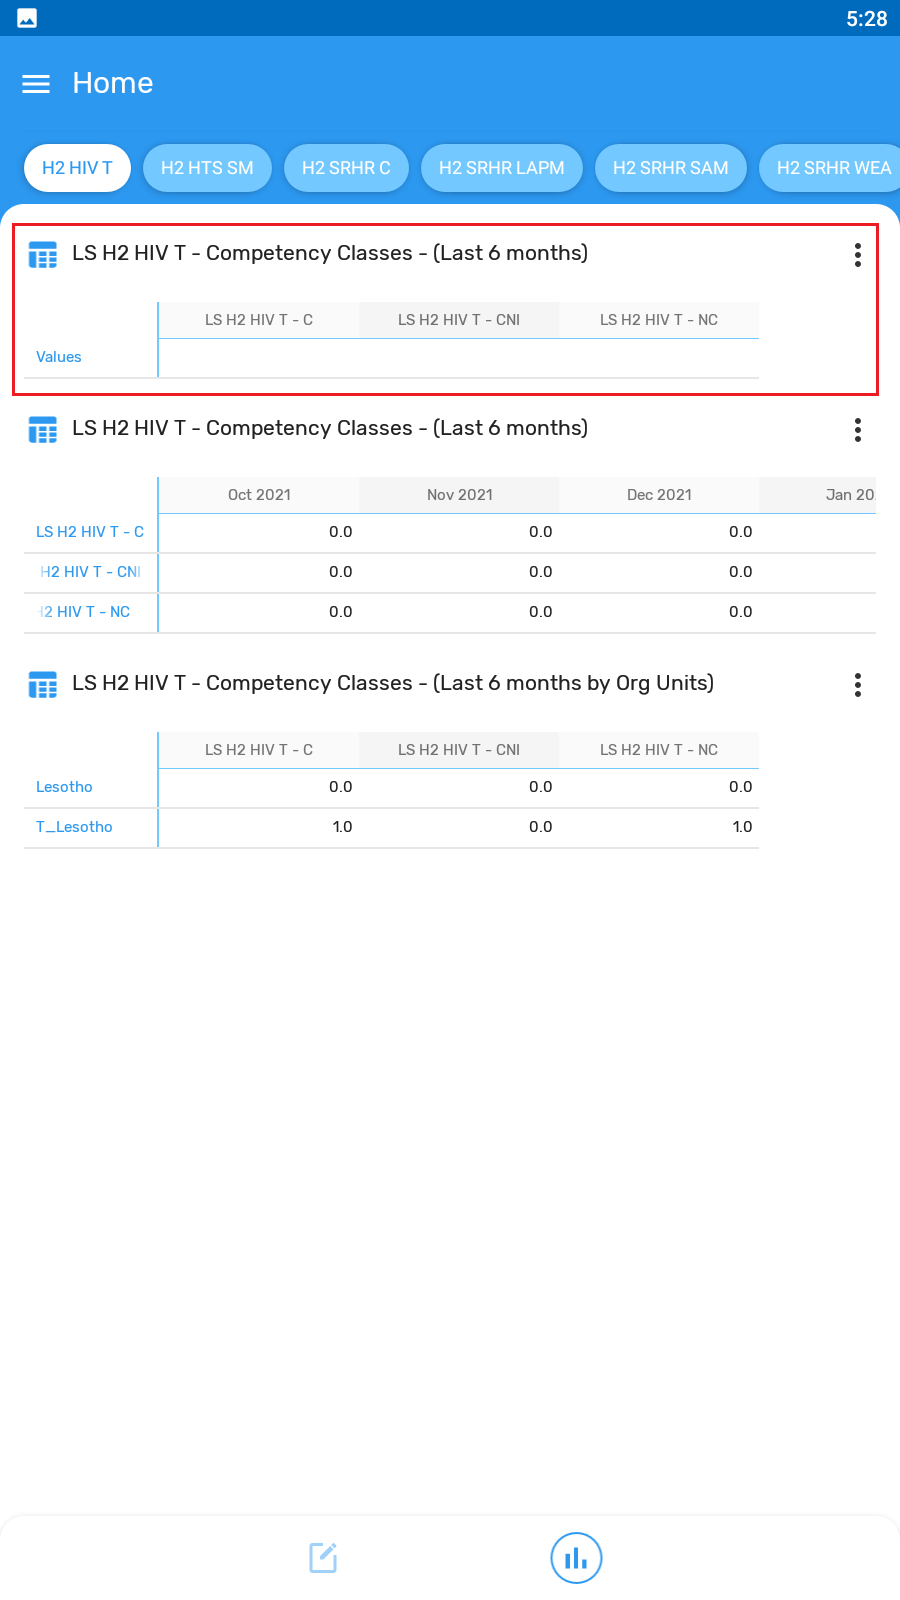 5:28
Home
H2 HIV T H2 HTS SM H2 SRHR C H2 SRHR LAPM H2 SRHR SAM H2 SRHR WEA
LS H2 HIV T - Competency Classes - (Last 6 months)
LS H2 HIV T - C LS H2 HIV T - CNI LS H2 HIV T - NC
Values
LS H2 HIV T - Competency Classes - (Last 6 months)
Oct 2021 Nov 2021 Dec 2021 Jan 20
LS H2 HIV T - C 0.0 0.0 0.0
H2 HIV T - CNI 0.0 0.0 0.0
H2 HIV T - NC 0.0 0.0 0.0
LS H2 HIV T - Competency Classes - (Last 6 months by Org Units)
LS H2 HIV T - C LS H2 HIV T - CNI LS H2 HIV T - NC
Lesotho 0.0 0.0 0.0
T_Lesotho 1.0 0.0 1.0